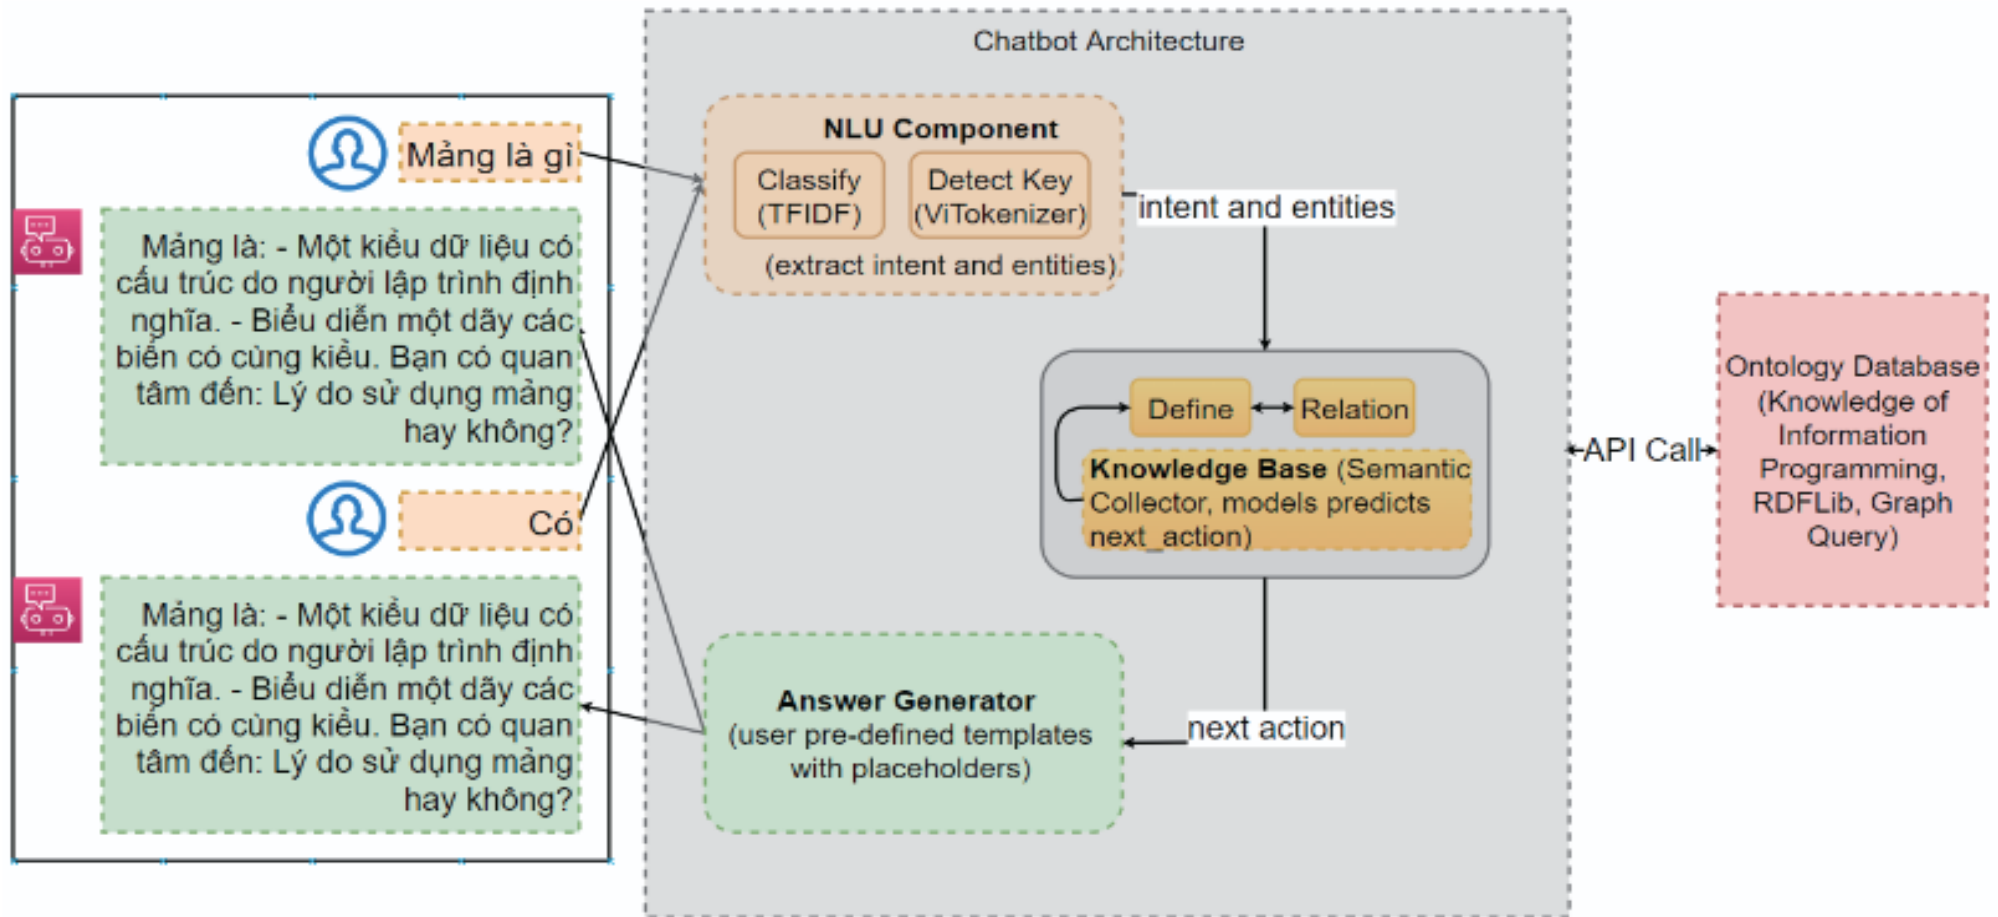 Chatbot Architecture
Mảng là gì
Mảng là: - Một kiểu dữ liệu có
cấu trúc do người lập trình định
nghĩa. - Biểu diễn một dãy các
biến có cùng kiểu. Bạn có quan
tâm đến: Lý do sử dụng mảng
hay không?
Có
Mảng là: - Một kiểu dữ liệu có
cấu trúc do người lập trình định
nghĩa. - Biểu diễn một dãy các
biến có cùng kiểu. Bạn có quan
tâm đến: Lý do sử dụng mảng
hay không?
NLU Component
Classify
(TFIDF)
Detect Key
(ViTokenizer)
(extract intent and entities)
intent and entities
Define
Relation
Knowledge Base (Semantic
Collector, models predicts
next_action)
next action
Answer Generator
(user pre-defined templates
with placeholders)
API Call
Ontology Database
(Knowledge of
Information
Programming,
RDFLib, Graph
Query)